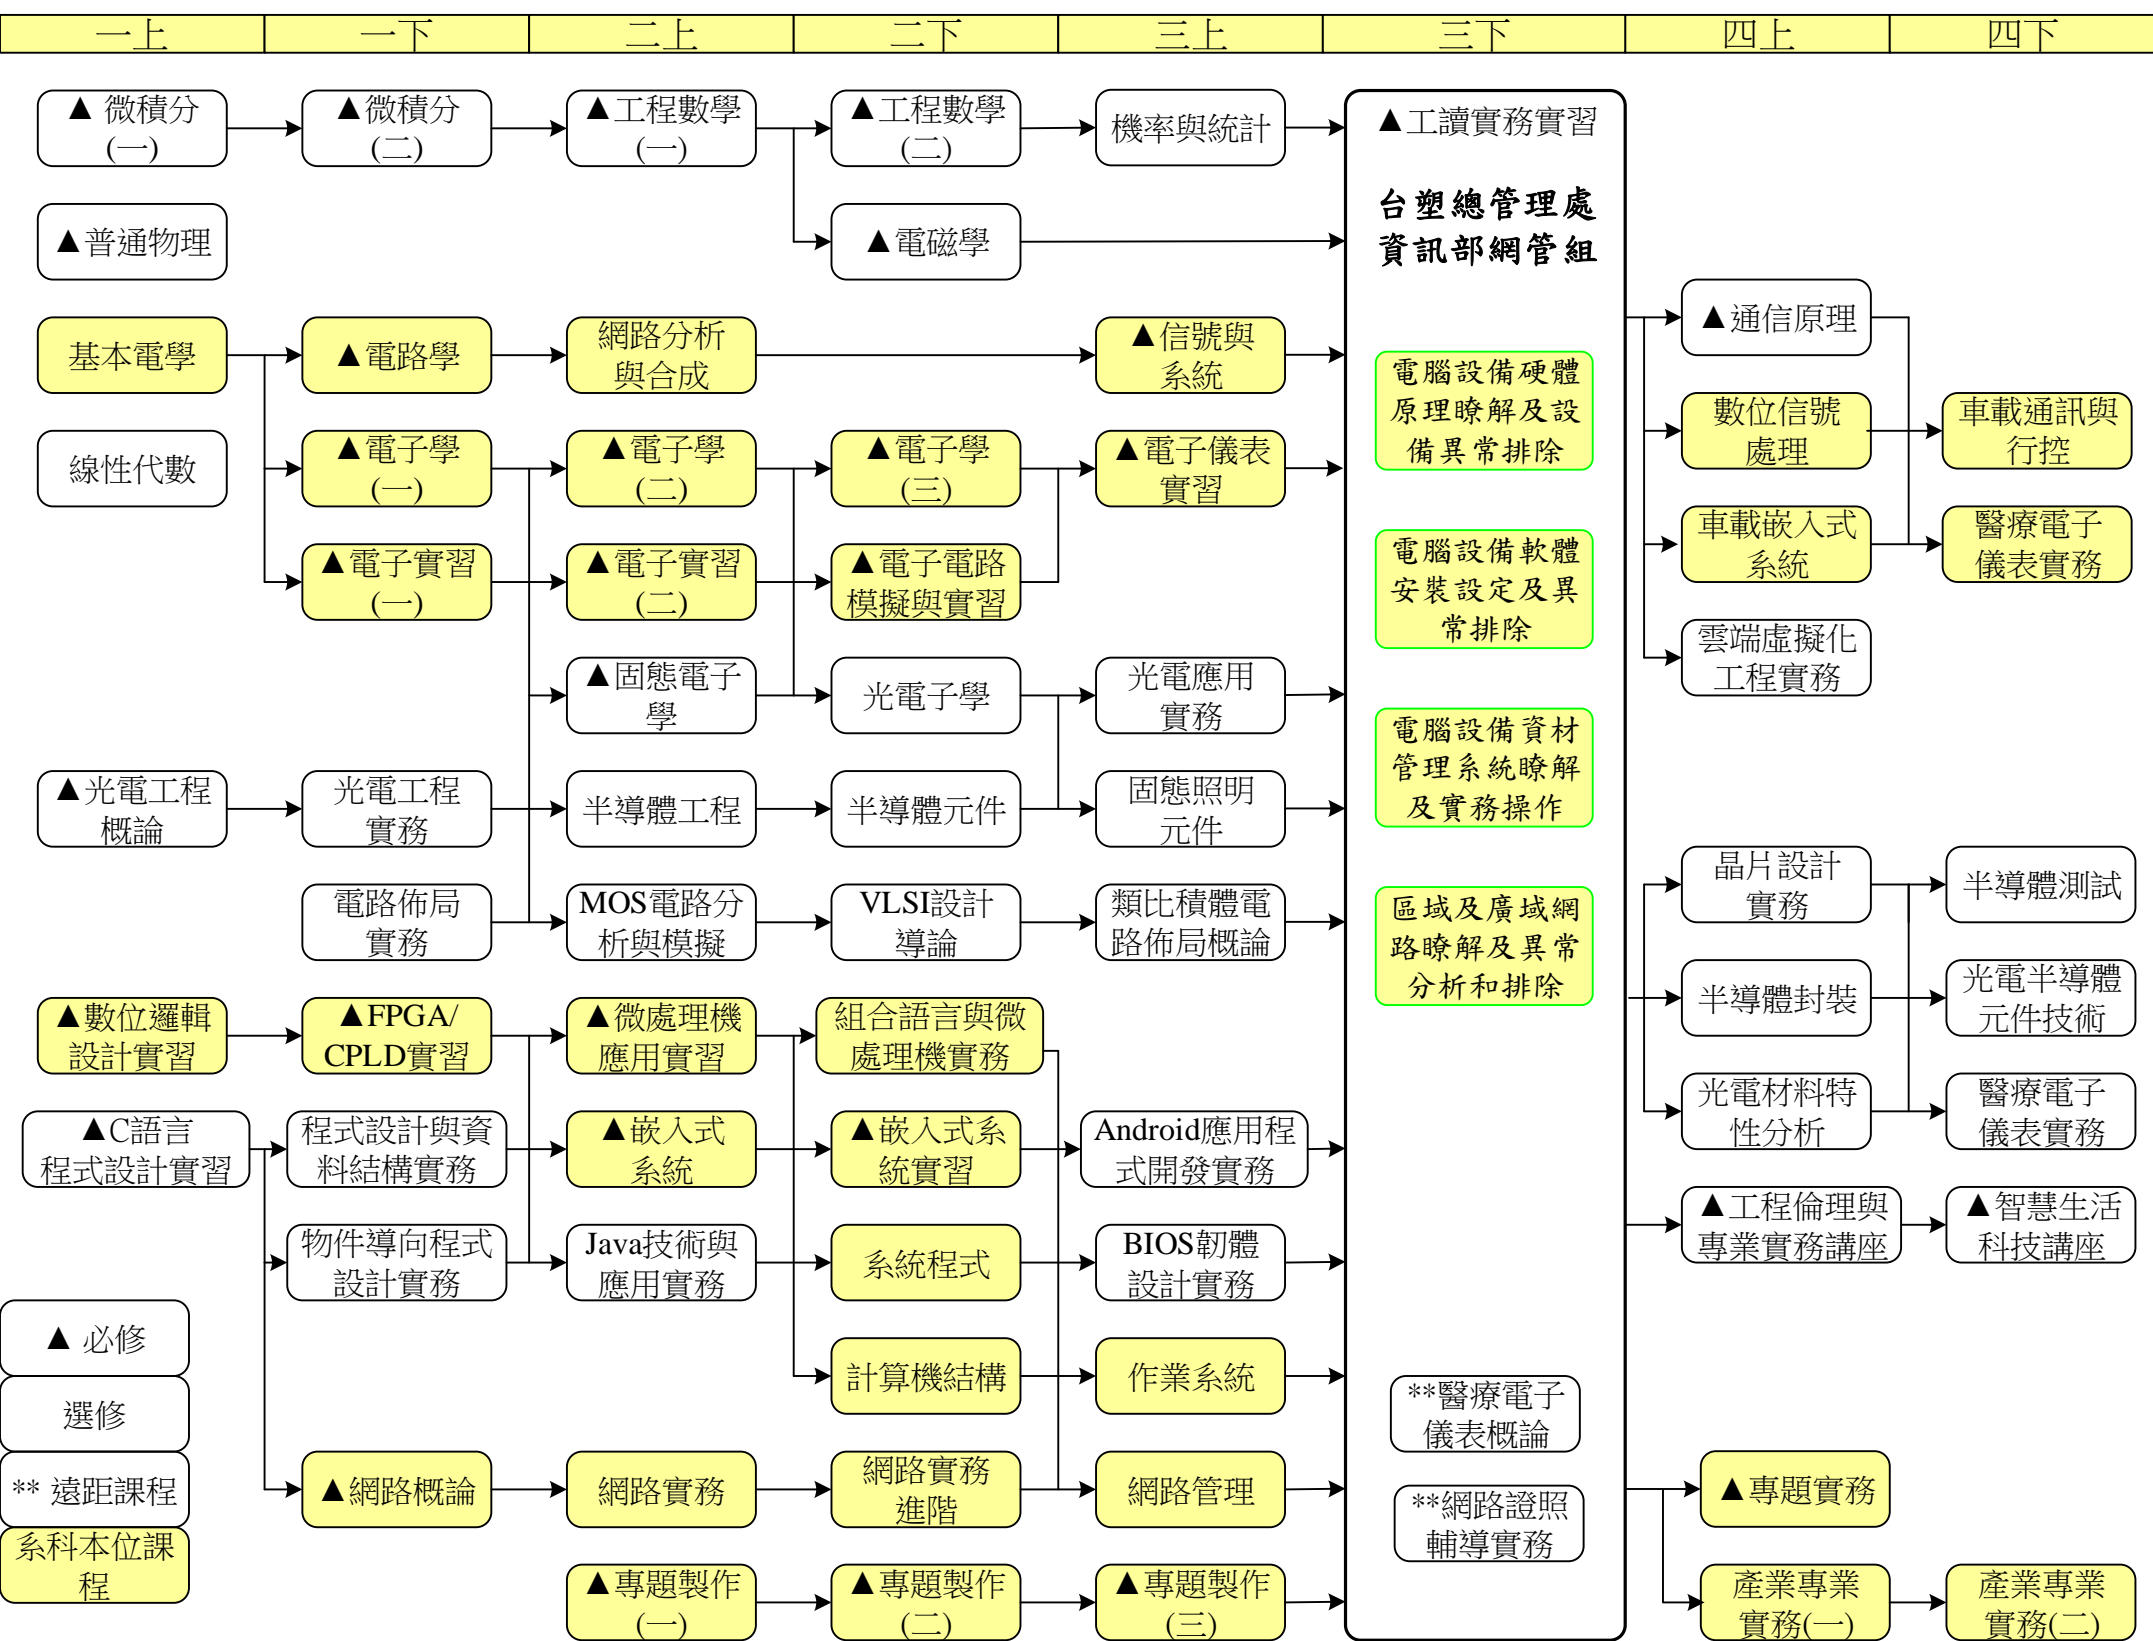 一上
一下
二上
二下
三上
三下
四上
四下
▲ 微積分
(一)
▲微積分
(二)
▲工程數學
(一)
▲工程數學
(二)
機率與統計
▲工讀實務實習
台塑總管理處
資訊部網管組
▲普通物理
▲電磁學
▲通信原理
基本電學
▲電路學
網路分析
與合成
▲信號與
系統
電腦設備硬體
原理瞭解及設
備異常排除
數位信號
處理
車載通訊與
行控
線性代數
▲電子學
(一)
▲電子學
(二)
▲電子學
(三)
▲電子儀表
實習
▲電子實習
(一)
▲電子實習
(二)
▲電子電路
模擬與實習
電腦設備軟體
安裝設定及異
常排除
車載嵌入式
系統
醫療電子
儀表實務
▲固態電子
學
光電子學
光電應用
實務
雲端虛擬化
工程實務
▲光電工程
概論
光電工程
實務
半導體工程
半導體元件
固態照明
元件
電腦設備資材
管理系統瞭解
及實務操作
電路佈局
實務
MOS電路分
析與模擬
VLSI設計
導論
類比積體電
路佈局概論
區域及廣域網
路瞭解及異常
分析和排除
晶片設計
實務
半導體測試
半導體封裝
光電半導體
元件技術
▲數位邏輯
設計實習
▲FPGA/
CPLD實習
▲微處理機
應用實習
組合語言與微
處理機實務
光電材料特
性分析
醫療電子
儀表實務
▲C語言
程式設計實習
程式設計與資
料結構實務
▲嵌入式
系統
▲嵌入式系
統實習
Android應用程
式開發實務
物件導向程式
設計實務
Java技術與
應用實務
系統程式
BIOS韌體
設計實務
▲工程倫理與
專業實務講座
▲智慧生活
科技講座
▲ 必修
選修
** 遠距課程
系科本位課
程
計算機結構
作業系統
**醫療電子
儀表概論
▲網路概論
網路實務
網路實務
進階
網路管理
**網路證照
輔導實務
▲專題實務
▲專題製作
(一)
▲專題製作
(二)
▲專題製作
(三)
產業專業
實務(一)
產業專業
實務(二)